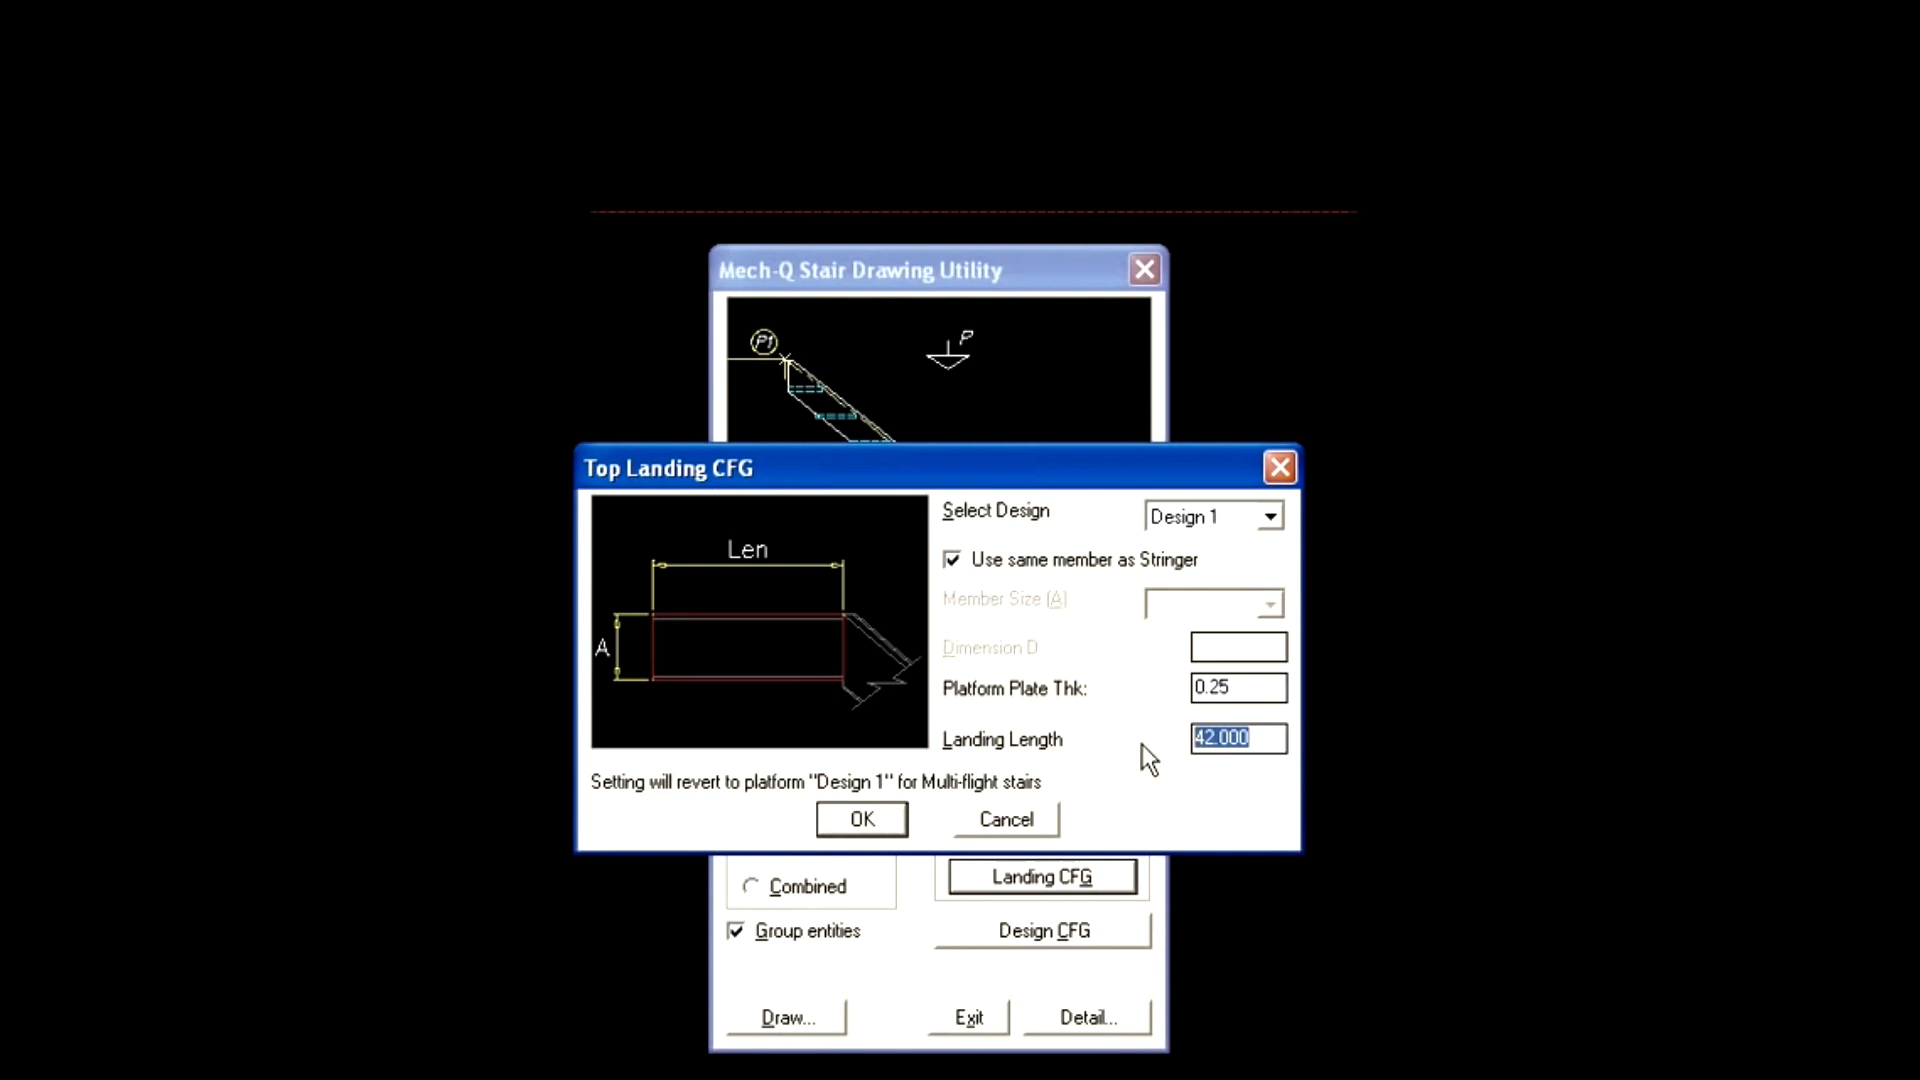 Mech-Q Stair Drawing Utility
P1
P
Top Landing CFG
Len
A
Select Design
Design 1
Use same member as Stringer
Member Size (A)
Dimension D
Platform Plate Thk:
0.25
Landing Length
42.000
Setting will revert to platform "Design 1" for Multi-flight stairs
OK
Cancel
Combined
Landing CFG
Group entities
Design CFG
Draw...
Exit
Detail...